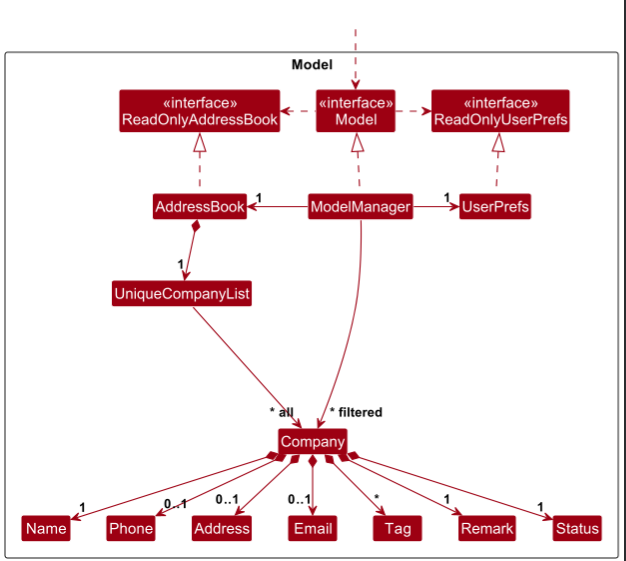 Model
«interface»
ReadOnlyAddressBook
«interface»
Model
«interface»
ReadOnlyUserPrefs
AddressBook
1
ModelManager
1
UserPrefs
1
UniqueCompanyList
* all
* filtered
Company
1
0..1
0..1
0..1
*
1
1
Name
Phone
Address
Email
Tag
Remark
Status